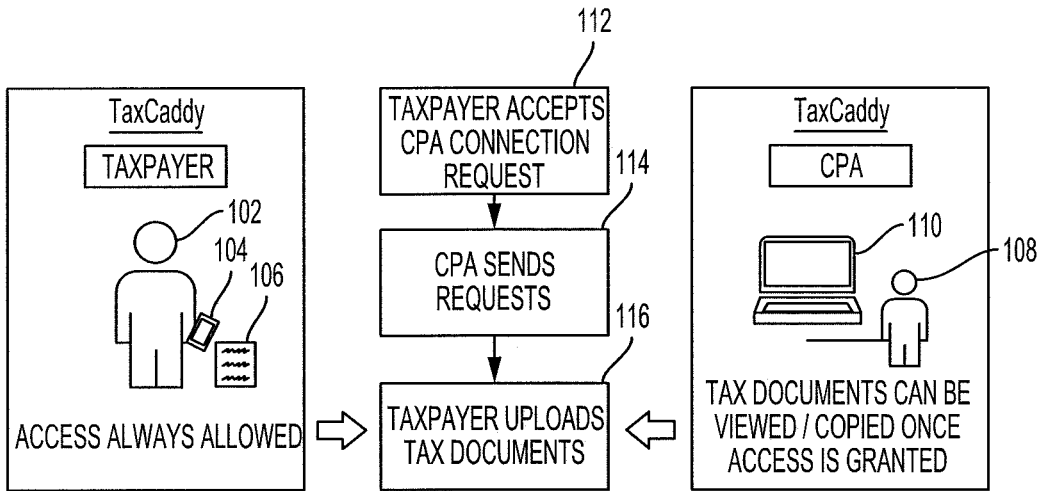 112
TaxCaddy
TAXPAYER
102
104
106
ACCESS ALWAYS ALLOWED
TAXPAYER ACCEPTS
CPA CONNECTION
REQUEST
114
CPA SENDS
REQUESTS
116
TAXPAYER UPLOADS
TAX DOCUMENTS
TaxCaddy
CPA
110
108
TAX DOCUMENTS CAN BE
VIEWED / COPIED ONCE
ACCESS IS GRANTED